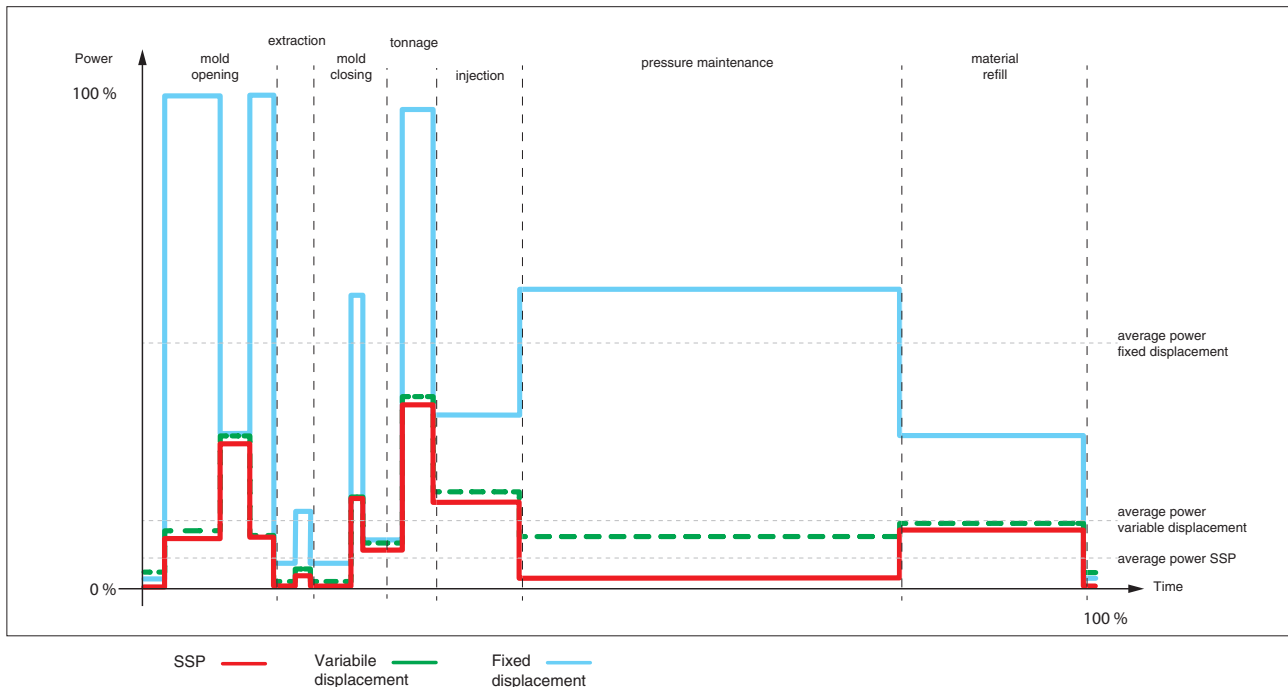 Power
mold
opening
extraction
mold
closing
tonnage
injection
pressure maintenance
material
refill
100 %
average power
fixed displacement
average power
variable displacement
average power SSP
0 %
Time
100 %
SSP
Variabile
displacement
Fixed
displacement